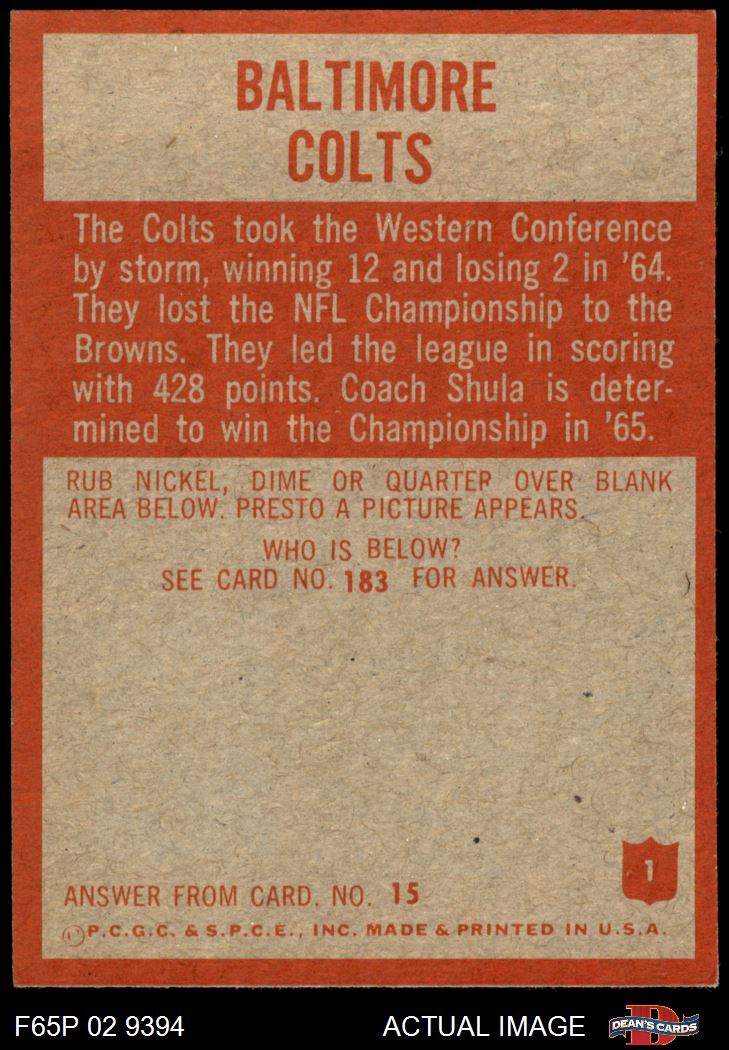 BALTIMORE
COLTS
The Colts took the Western Conference
by storm, winning 12 and losing 2 in '64.
They lost the NFL Championship to the
Browns. They led the league in scoring
with 428 points. Coach Shula is deter-
mined to win the Championship in '65.
RUB NICKEL, DIME OR QUARTER OVER BLANK
AREA BELOW. PRESTO A PICTURE APPEARS.
WHO IS BELOW?
SEE CARD NO. 183 FOR ANSWER.
1
ANSWER FROM CARD. NO. 15
©P.C.G.C. & S.P.C.E., INC. MADE & PRINTED IN U.S.A.
F65P 02 9394 ACTUAL IMAGE D DEAN'S CARDS